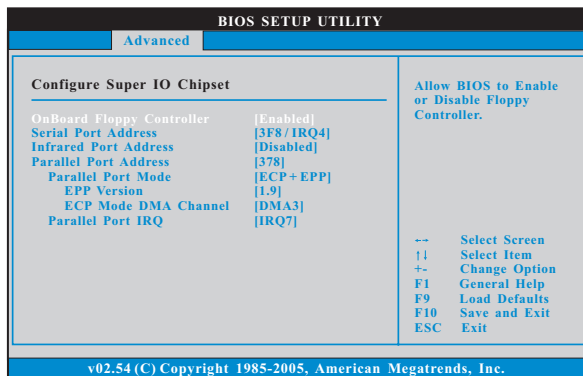 BIOS SETUP UTILITY
Advanced
Configure Super IO Chipset
OnBoard Floppy Controller [Enabled]
Serial Port Address [3F8 / IRQ4]
Infrared Port Address [Disabled]
Parallel Port Address [378]
Parallel Port Mode [ECP + EPP]
EPP Version [1.9]
ECP Mode DMA Channel [DMA3]
Parallel Port IRQ [IRQ7]
Allow BIOS to Enable
or Disable Floppy
Controller.
←→ Select Screen
↑↓ Select Item
+- Change Option
F1 General Help
F9 Load Defaults
F10 Save and Exit
ESC Exit
v02.54 (C) Copyright 1985-2005, American Megatrends, Inc.